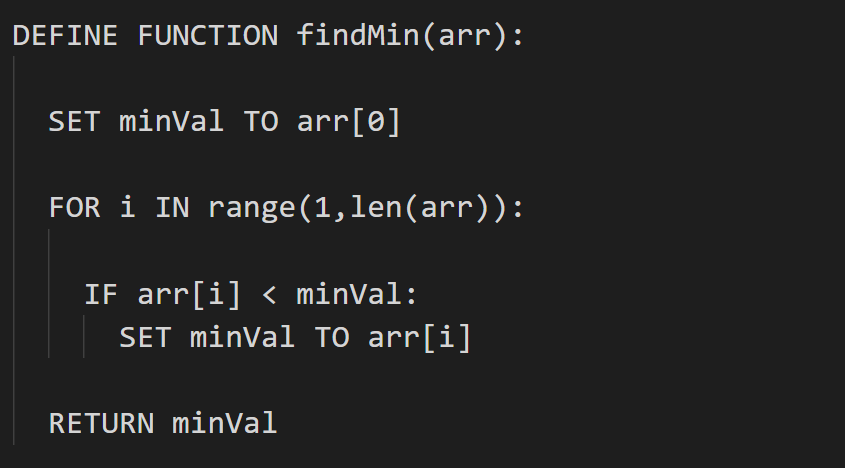 DEFINE FUNCTION findMin(arr):
SET minVal TO arr[0]
FOR i IN range(1,len(arr)):
IF arr[i] < minVal:
SET minVal TO arr[i]
RETURN minVal